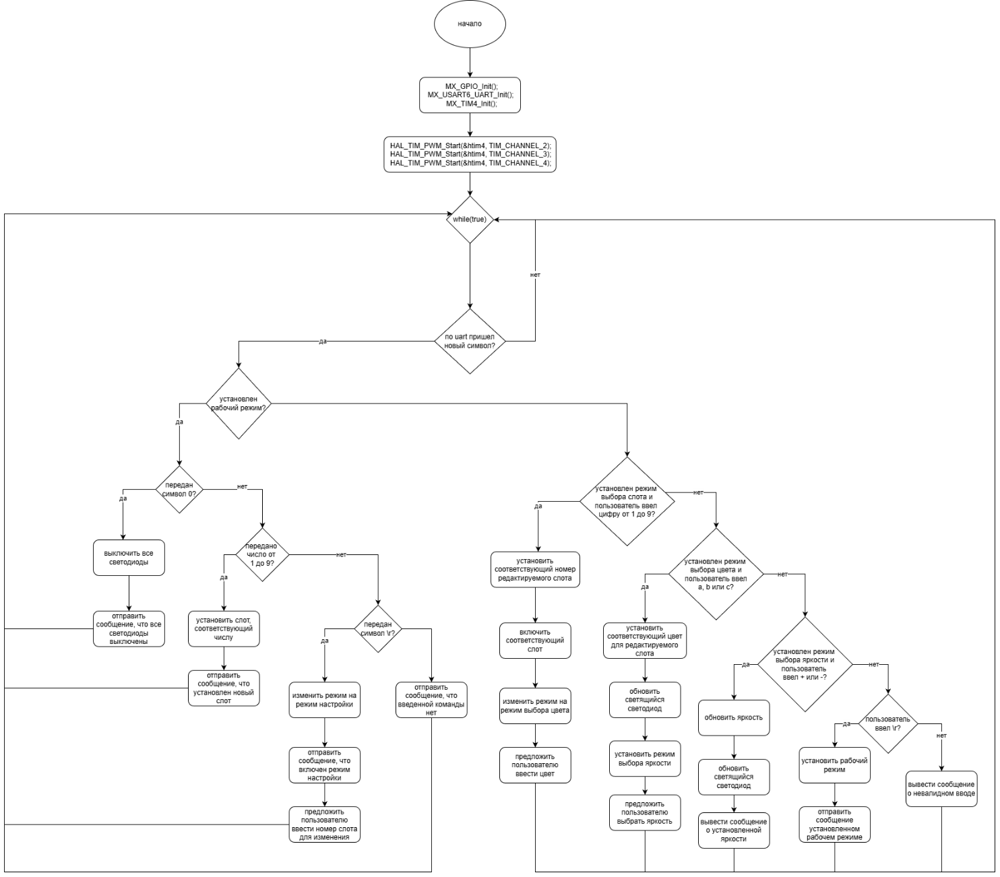 начало
MX_GPIO_Init();
MX_USART6_UART_Init();
MX_TIM4_Init();
HAL_TIM_PWM_Start(&htim4, TIM_CHANNEL_2);
HAL_TIM_PWM_Start(&htim4, TIM_CHANNEL_3);
HAL_TIM_PWM_Start(&htim4, TIM_CHANNEL_4);
while(true)
нет
по uart пришел
новый символ?
да
установлен
рабочий режим?
да
передан
символ 0?
да
нет
выключить все
светодиоды
отправить
сообщение, что все
светодиоды
выключены
передано
число от
1 до 9?
да
нет
установить слот,
соответствующий
числу
отправить
сообщение, что
установлен новый
слот
передан
символ \r?
да
изменить режим на
режим настройки
отправить
сообщение, что
включен режим
настройки
предложить
пользователю
ввести номер слота
для изменения
отправить
сообщение, что
введенной команды
нет
установлен режим
выбора слота и
пользователь ввел
цифру от 1 до 9?
да
нет
установить
соответствующий номер
редактируемого слота
включить
соответствующий
слот
изменить режим на
режим выбора цвета
предложить
пользователю
ввести цвет
установлен режим
выбора цвета и
пользователь ввел
a, b или c?
да
нет
установить
соответствующий цвет
для редактируемого
слота
обновить
светящийся
светодиод
установить режим
выбора яркости
предложить
пользователю
выбрать яркость
установлен режим
выбора яркости и
пользователь
ввел + или -?
да
нет
обновить яркость
обновить
светящийся
светодиод
вывести сообщение
о установленной
яркости
пользователь
ввел \r?
да
нет
установить рабочий
режим
отправить
сообщение
установленном
рабочем режиме
вывести сообщение
о невалидном вводе